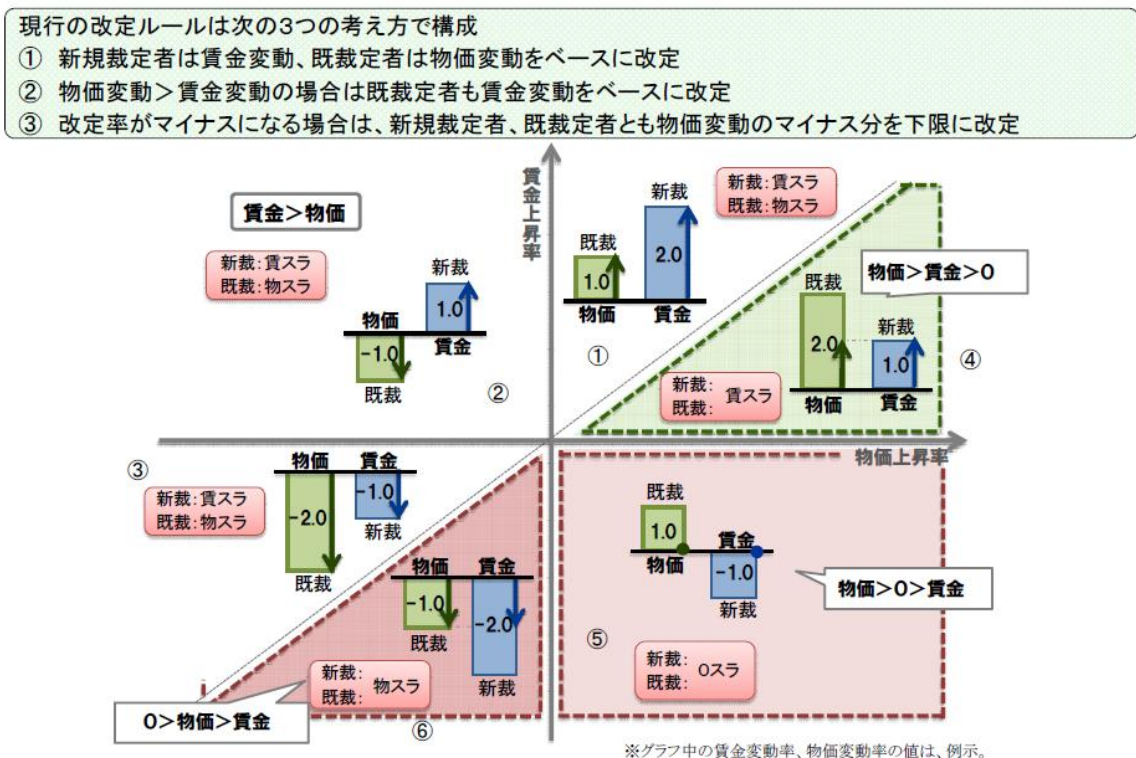 現行の改定ルールは次の3つの考え方で構成
① 新規裁定者は賃金変動、既裁定者は物価変動をベースに改定
② 物価変動＞賃金変動の場合は既裁定者も賃金変動をベースに改定
③ 改定率がマイナスになる場合は、新規裁定者、既裁定者とも物価変動のマイナス分を下限に改定
賃金上昇率
賃金＞物価
新裁：賃スラ
既裁：物スラ
新裁
物価
1.0
-1.0
賃金
既裁
②
新裁
既裁
2.0
1.0
物価
賃金
①
新裁：賃スラ
既裁：物スラ
物価＞賃金＞0
既裁
新裁
2.0
1.0
物価
賃金
④
新裁：
既裁：
賃スラ
物価上昇率
③
新裁：賃スラ
既裁：物スラ
物価
賃金
-1.0
-2.0
新裁
既裁
物価
賃金
-1.0
-2.0
既裁
新裁
新裁：
既裁：
物スラ
0＞物価＞賃金
⑥
既裁
1.0
賃金
物価
-1.0
新裁
物価＞0＞賃金
⑤
新裁：
既裁：
0スラ
※グラフ中の賃金変動率、物価変動率の値は、例示。